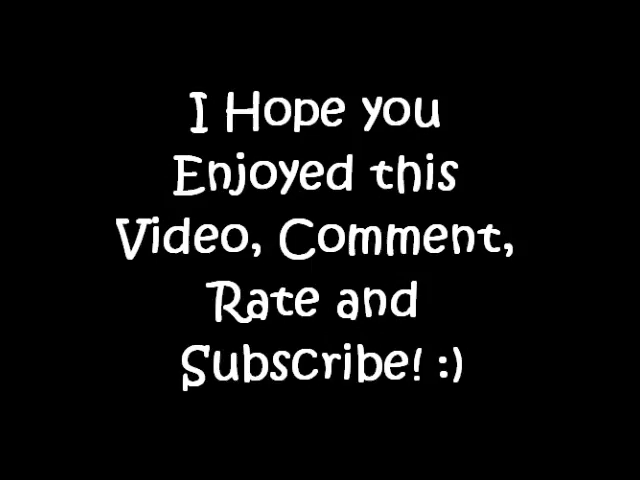 I Hope you
Enjoyed this
Video, Comment,
Rate and
Subscribe! :)